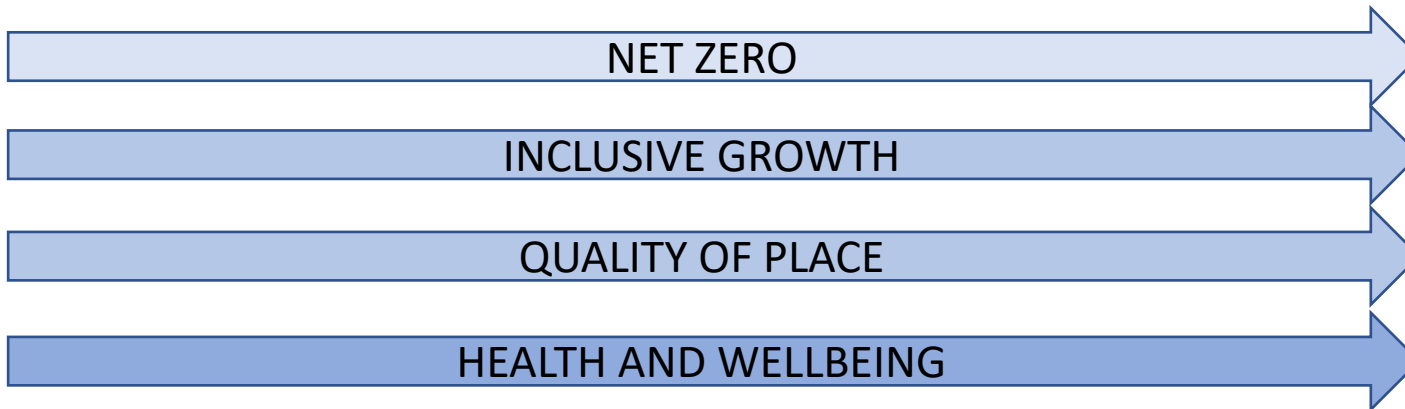 NET ZERO
INCLUSIVE GROWTH
QUALITY OF PLACE
HEALTH AND WELLBEING